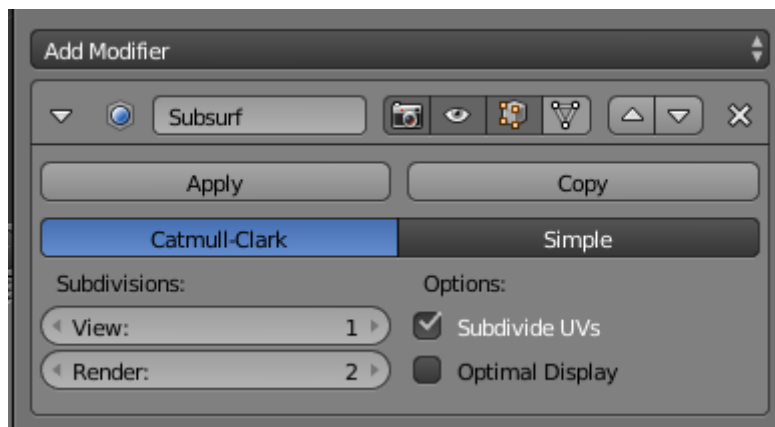 Add Modifier
Subsurf
Apply Copy
Catmull-Clark Simple
Subdivisions: Options:
View: 1 Subdivide UVs
Render: 2 Optimal Display